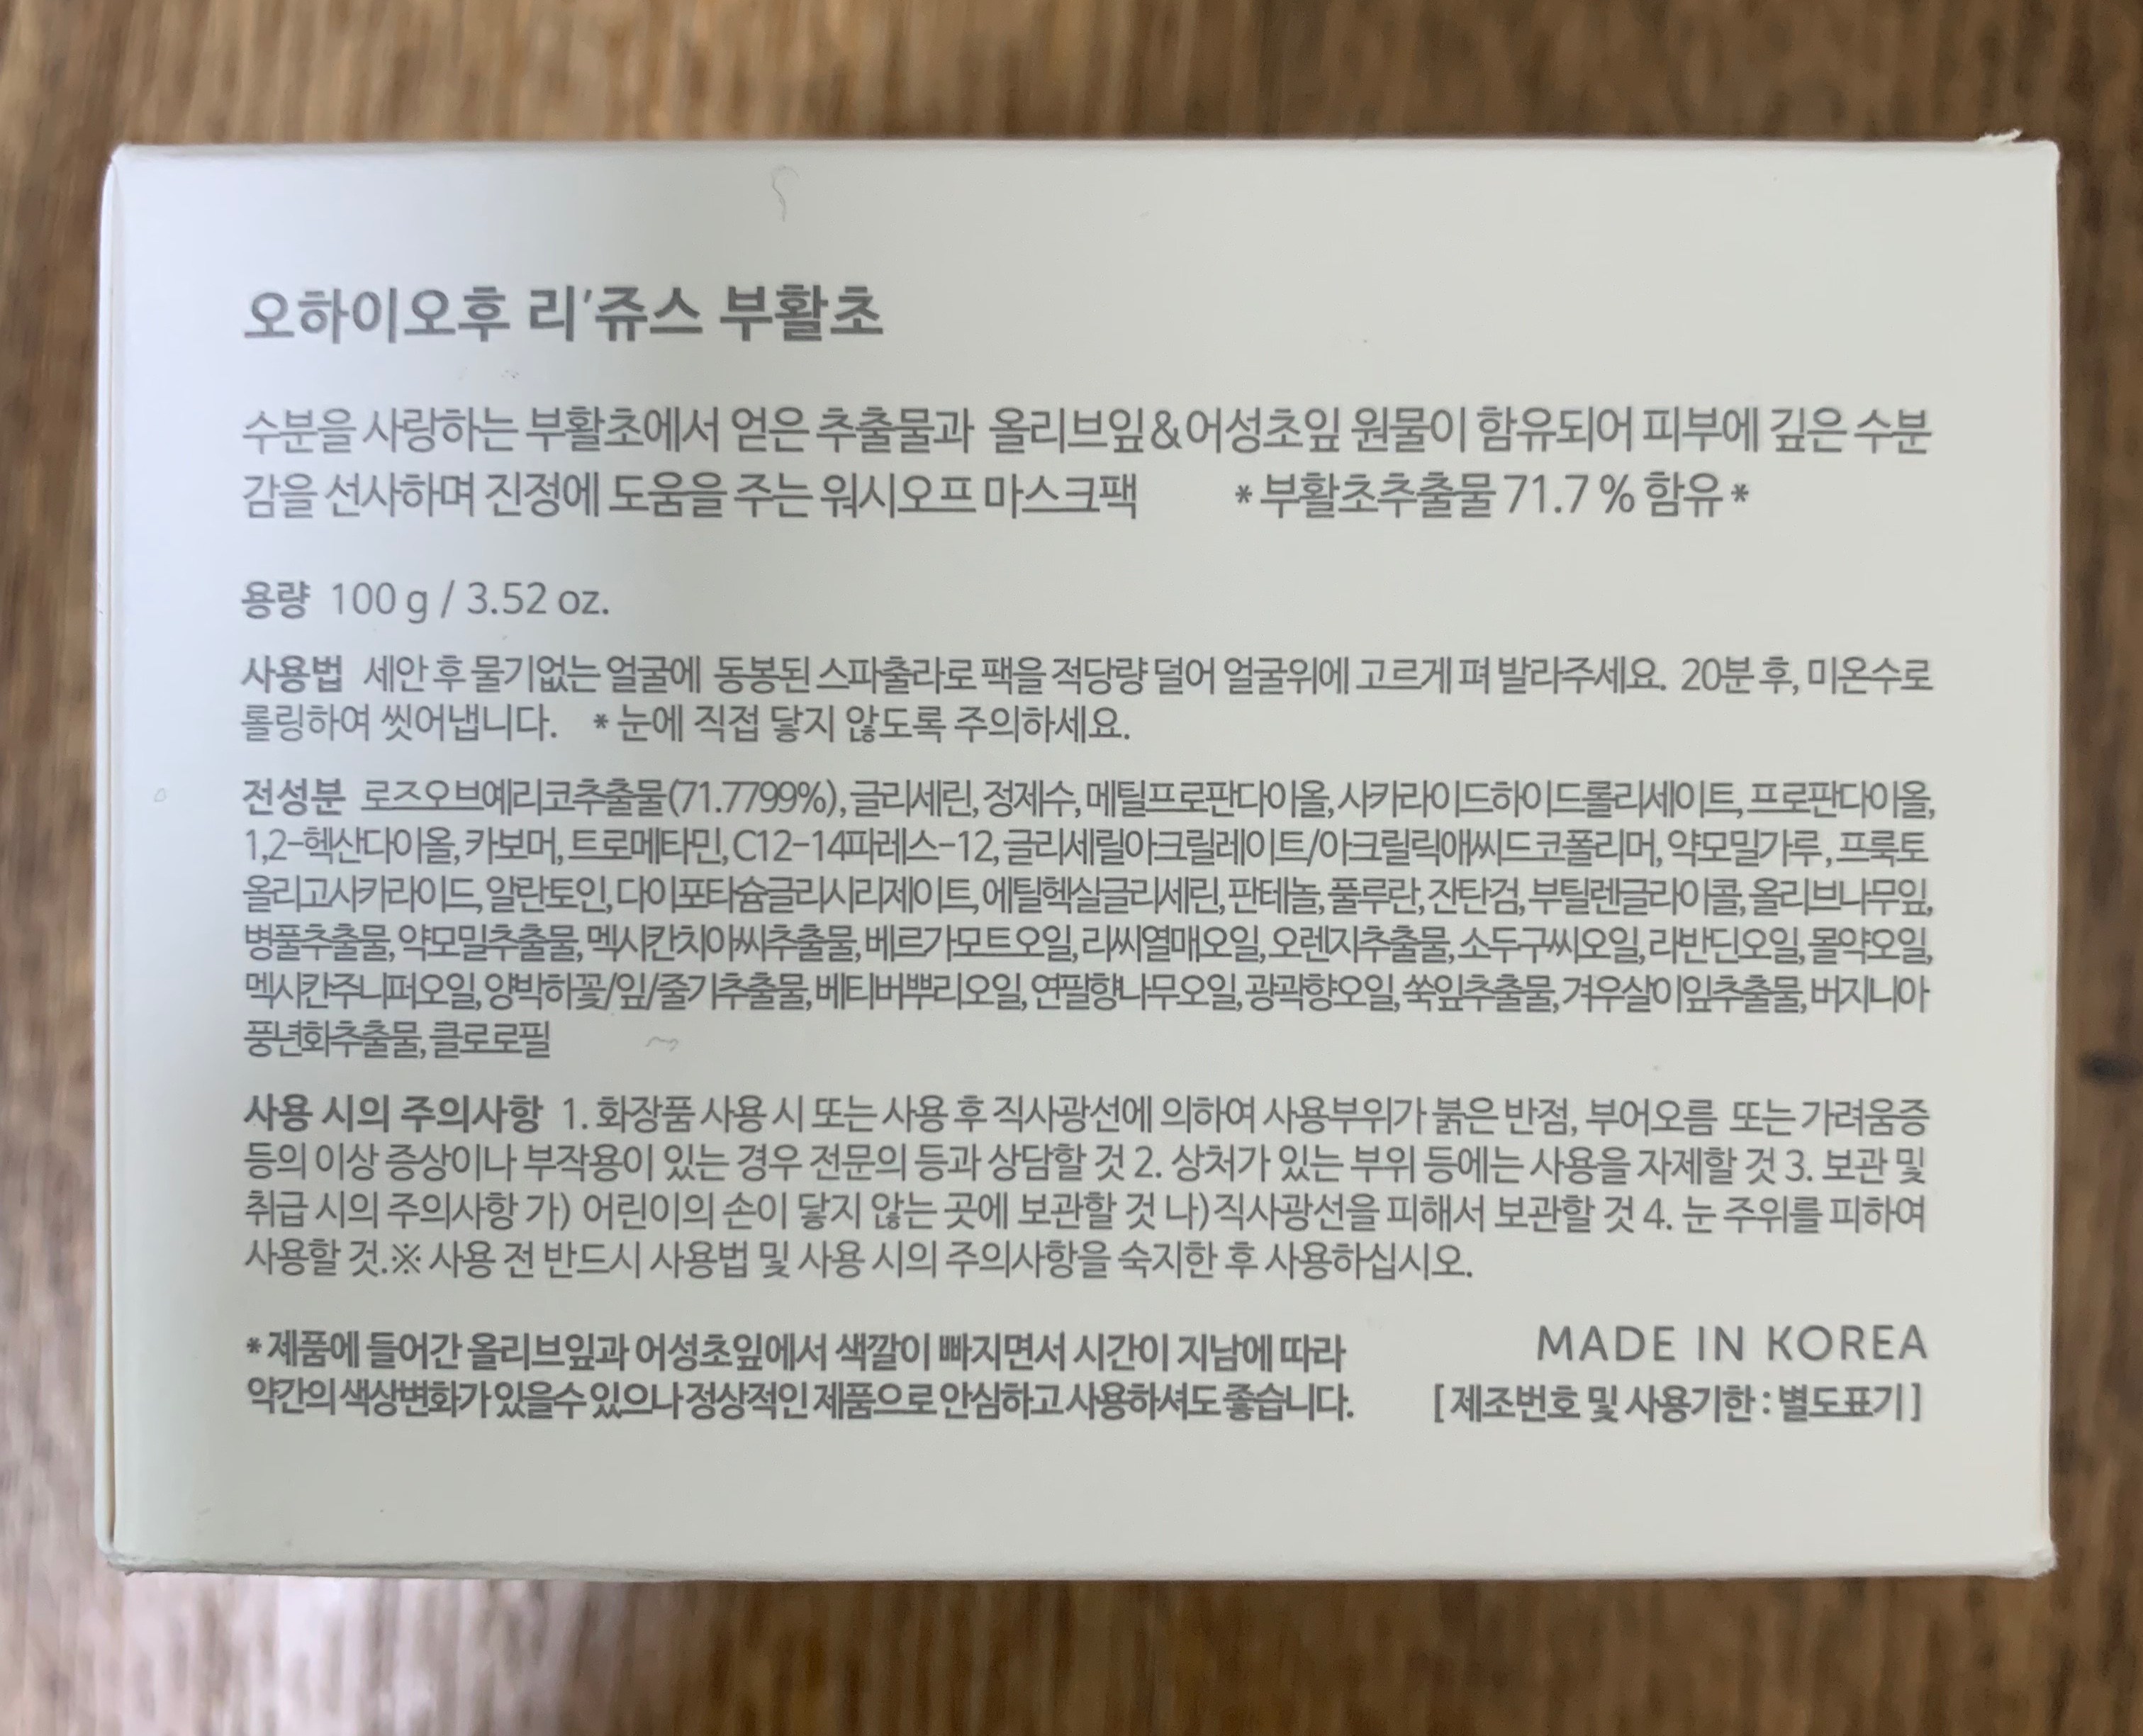 오하이오후 리'쥬스 부활초
수분을 사랑하는 부활초에서 얻은 추출물과 올리브잎&어성초잎 원물이 함유되어 피부에 깊은 수분
감을 선사하며 진정에 도움을 주는 워시오프 마스크팩 *부활초추출물 71.7 % 함유*
용량 100 g / 3.52 oz.
사용법 세안 후 물기없는 얼굴에 동봉된 스파출라로 팩을 적당량 덜어 얼굴위에 고르게 펴 발라주세요. 20분 후, 미온수로
롤링하여 씻어냅니다. * 눈에 직접 닿지 않도록 주의하세요.
전성분 로즈오브예리코추출물(71.7799%), 글리세린, 정제수, 메틸프로판다이올, 사카라이드하이드롤리세이트, 프로판다이올,
1,2-헥산다이올, 카보머, 트로메타민, C12-14파레스-12, 글리세릴아크릴레이트/아크릴릭애씨드코폴리머, 약모밀가루, 프룩토
올리고사카라이드, 알란토인, 다이포타슘글리시리제이트, 에틸헥실글리세린, 판테놀, 풀루란, 잔탄검, 부틸렌글라이콜, 올리브나무잎,
병풀추출물, 약모밀추출물, 멕시칸치아씨추출물, 베르가모트오일, 리씨열매오일, 오렌지추출물, 소두구씨오일, 라반딘오일, 몰약오일,
멕시칸주니퍼오일, 양박하꽃/잎/줄기추출물, 베티버뿌리오일, 연필향나무오일, 광곽향오일, 쑥잎추출물, 겨우살이잎추출물, 버지니아
풍년화추출물, 클로로필
사용 시의 주의사항 1. 화장품 사용 시 또는 사용 후 직사광선에 의하여 사용부위가 붉은 반점, 부어오름 또는 가려움증
등의 이상 증상이나 부작용이 있는 경우 전문의 등과 상담할 것 2. 상처가 있는 부위 등에는 사용을 자제할 것 3. 보관 및
취급 시의 주의사항 가) 어린이의 손이 닿지 않는 곳에 보관할 것 나) 직사광선을 피해서 보관할 것 4. 눈 주위를 피하여
사용할 것.※ 사용 전 반드시 사용법 및 사용 시의 주의사항을 숙지한 후 사용하십시오.
*제품에 들어간 올리브잎과 어성초잎에서 색깔이 빠지면서 시간이 지남에 따라
약간의 색상변화가 있을수 있으나 정상적인 제품으로 안심하고 사용하셔도 좋습니다.
MADE IN KOREA
[제조번호 및 사용기한 : 별도표기]